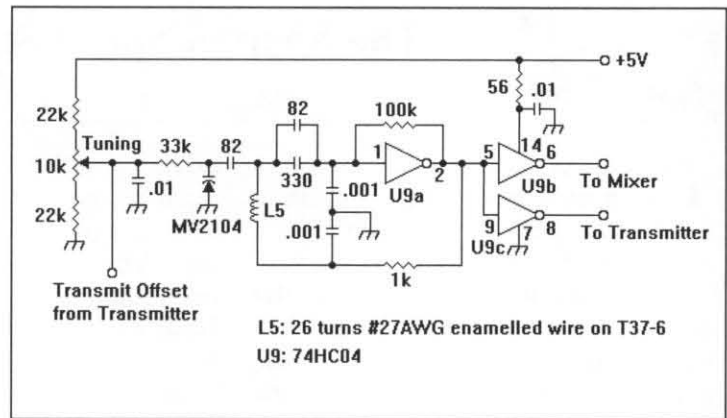 +5V
56
.01
22k
82
100k
14
Tuning
33k
82
1
5
6
10k
330
2
U9b
.001
U9a
To Mixer
.01
L5
MV2104
22k
.001
9
7
8
U9c
To Transmitter
1k
Transmit Offset
from Transmitter
L5: 26 turns #27AWG enamelled wire on T37-6
U9: 74HC04